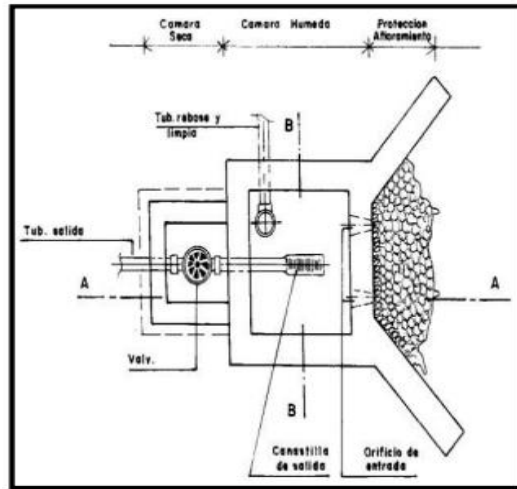 Camara
Seca
Camara Humeda
Proteccion
Afloramiento
Tub. rebose y
limpia
B
Tub. salida
A
A
Valv.
B
Canastilla
de salida
Orificio de
entrada